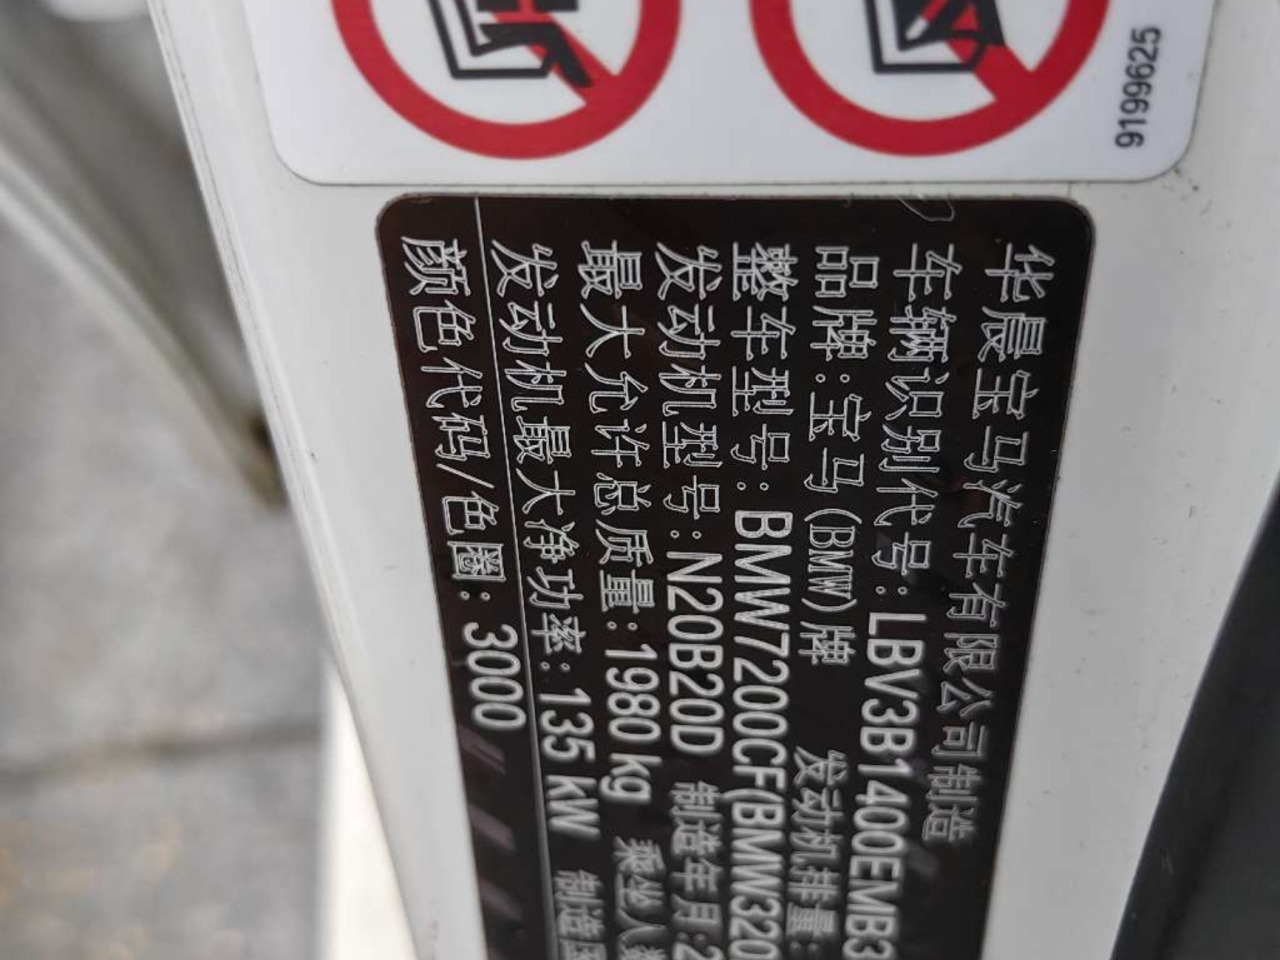 9199625
华晨宝马汽车有限公司制造
车辆识别代号:LBV3B1400EMB3
品牌:宝马(BMW)牌 发动机排量:
整车型号:BMW7200CF(BMW320
发动机型号:N20B20D 制造年月:2
最大允许总质量:1980 kg 乘坐人数
发动机最大净功率:135 kW 制造国
颜色代码/色圈:3000